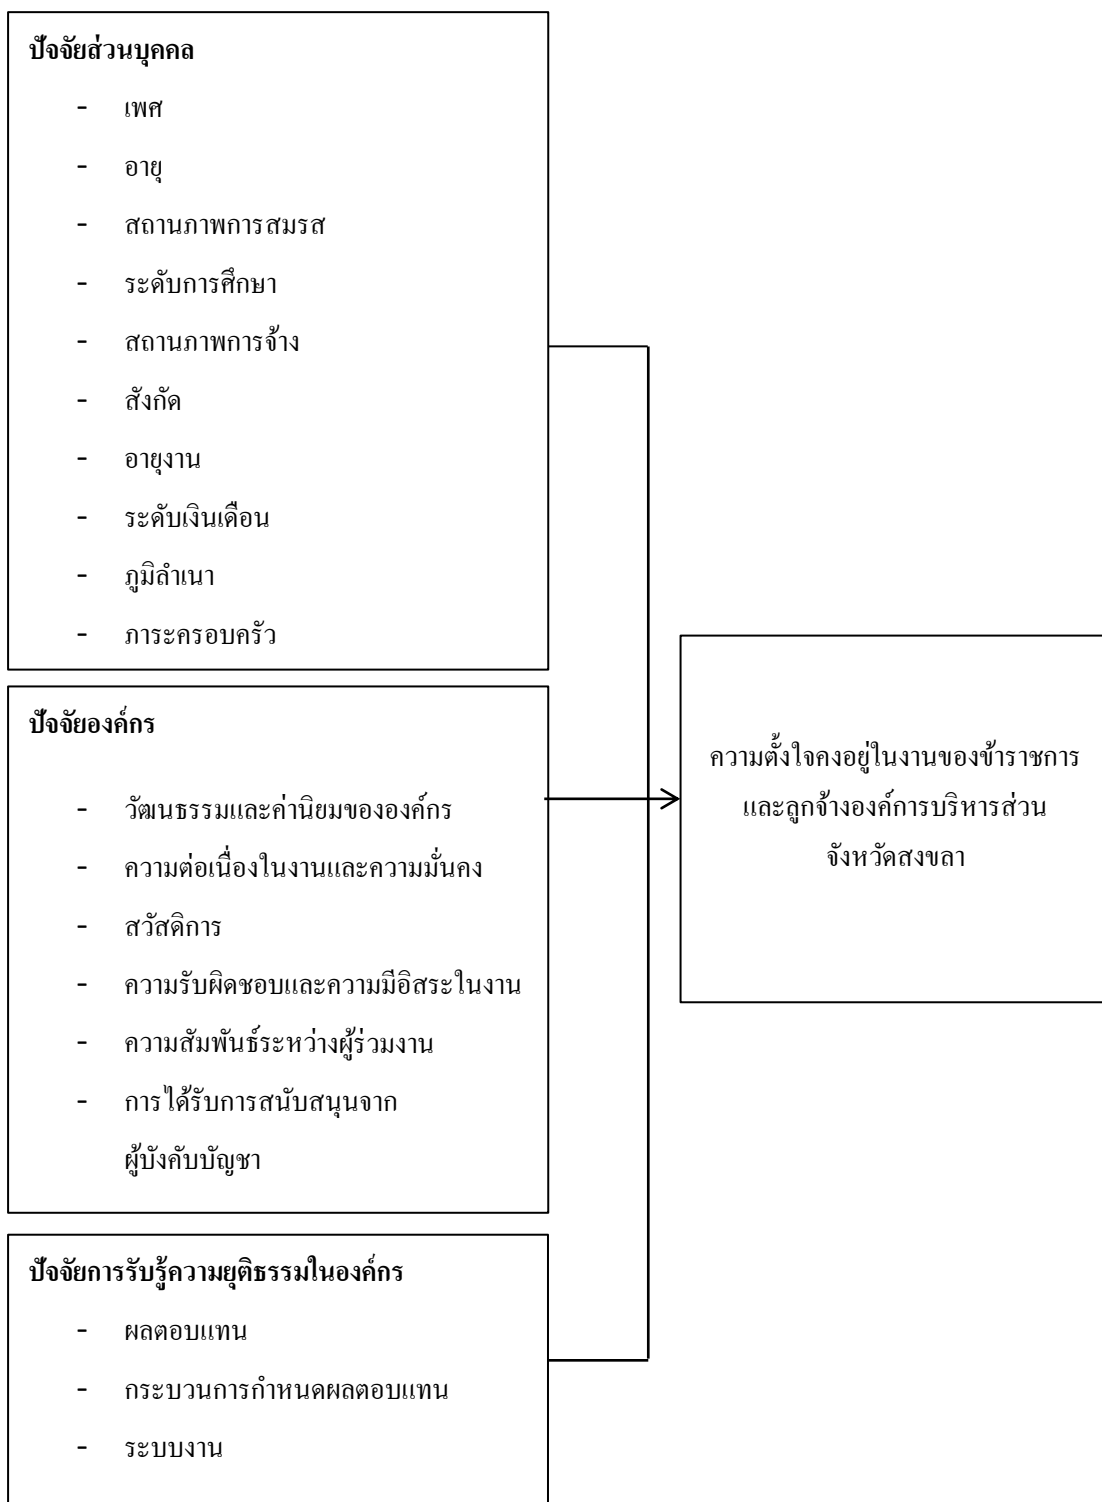 ปัจจัยส่วนบุคคล
- เพศ
- อายุ
- สถานภาพการสมรส
- ระดับการศึกษา
- สถานภาพการจ้าง
- สังกัด
- อายุงาน
- ระดับเงินเดือน
- ภูมิลำเนา
- ภาระครอบครัว
ปัจจัยองค์กร
- วัฒนธรรมและค่านิยมขององค์กร
- ความต่อเนื่องในงานและความมั่นคง
- สวัสดิการ
- ความรับผิดชอบและความมีอิสระในงาน
- ความสัมพันธ์ระหว่างผู้ร่วมงาน
- การได้รับการสนับสนุนจาก
ผู้บังคับบัญชา
ปัจจัยการรับรู้ความยุติธรรมในองค์กร
- ผลตอบแทน
- กระบวนการกำหนดผลตอบแทน
- ระบบงาน
ความตั้งใจคงอยู่ในงานของข้าราชการ
และลูกจ้างองค์การบริหารส่วน
จังหวัดสงขลา